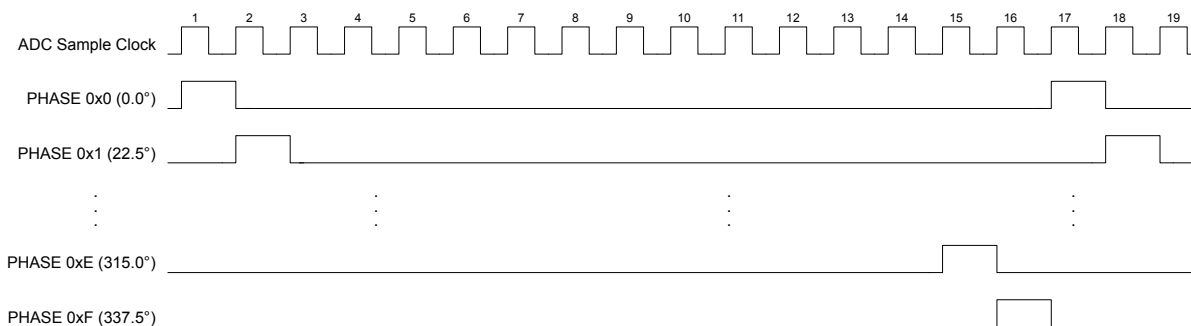 1 2 3 4 5 6 7 8 9 10 11 12 13 14 15 16 17 18 19
ADC Sample Clock
PHASE 0x0 (0.0°)
PHASE 0x1 (22.5°)
PHASE 0xE (315.0°)
PHASE 0xF (337.5°)